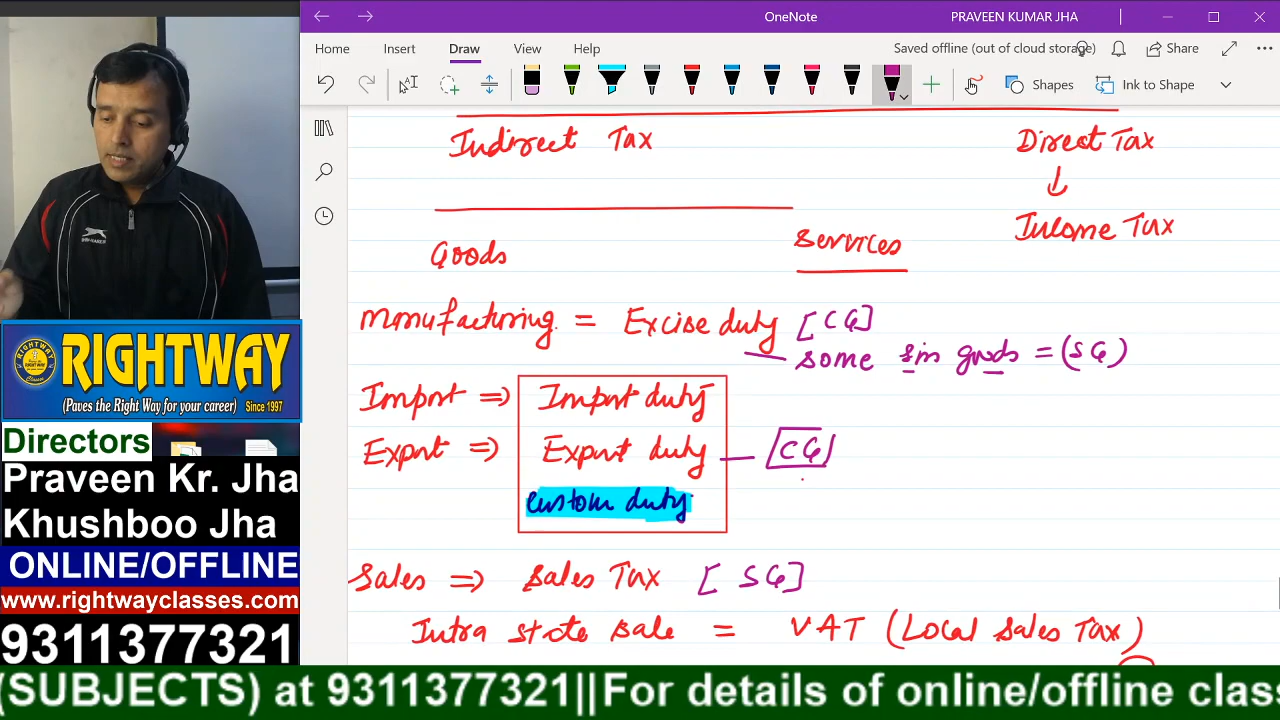 OneNote
PRAVEEN KUMAR JHA
Home Insert Draw View Help
Saved offline (out of cloud storage)
Share
Shapes
Ink to Shape
Indirect Tax
Direct Tax
Income Tax
Goods
Services
Manufacturing = Excise duty [CG]
some sin goods = (SG)
Import ⇒ Import duty
Export ⇒ Export duty — [CG]
Custom duty
Sales ⇒ Sales Tax [SG]
Intra state sale = VAT (Local Sales Tax)
RIGHTWAY
(Paves the Right Way for your career) Since 1997
Directors
Praveen Kr. Jha
Khushboo Jha
ONLINE/OFFLINE
www.rightwayclasses.com
9311377321
(SUBJECTS) at 9311377321||For details of online/offline clas